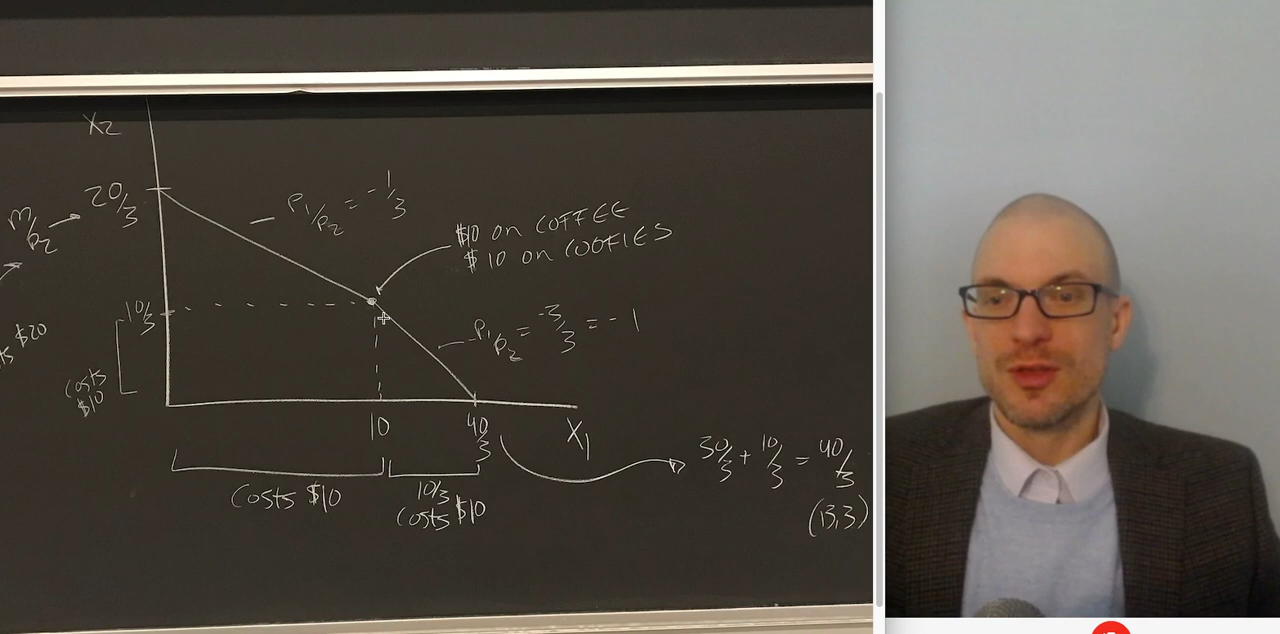 X2
20/3
m/p2
P1/P2 = -1/3
$10 on COFFEE
$10 on COOKIES
10/3
costs
$10
$20
-P1/P2 = -3/3 = -1
10
40/3
X1
30/3 + 10/3 = 40/3
(13,3)
Costs $10
10/3
costs $10